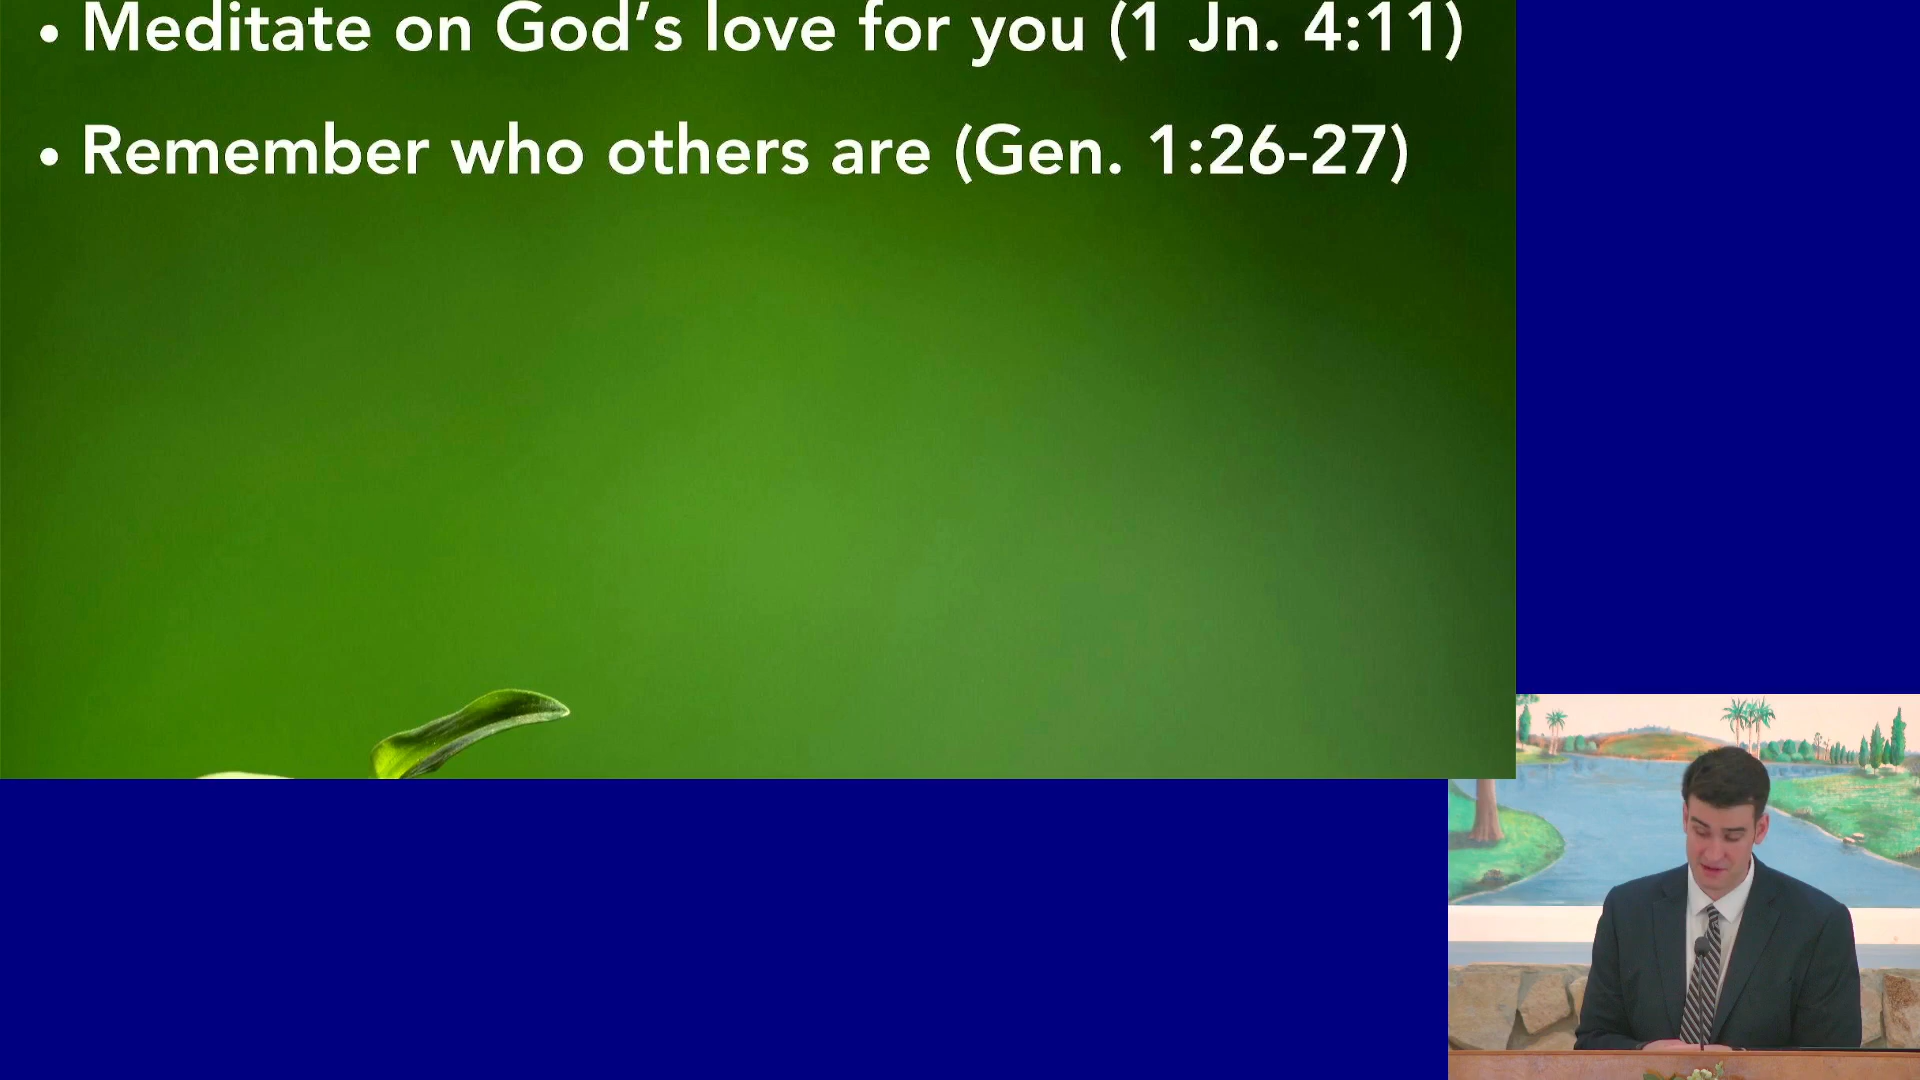 • Meditate on God’s love for you (1 Jn. 4:11)
• Remember who others are (Gen. 1:26-27)